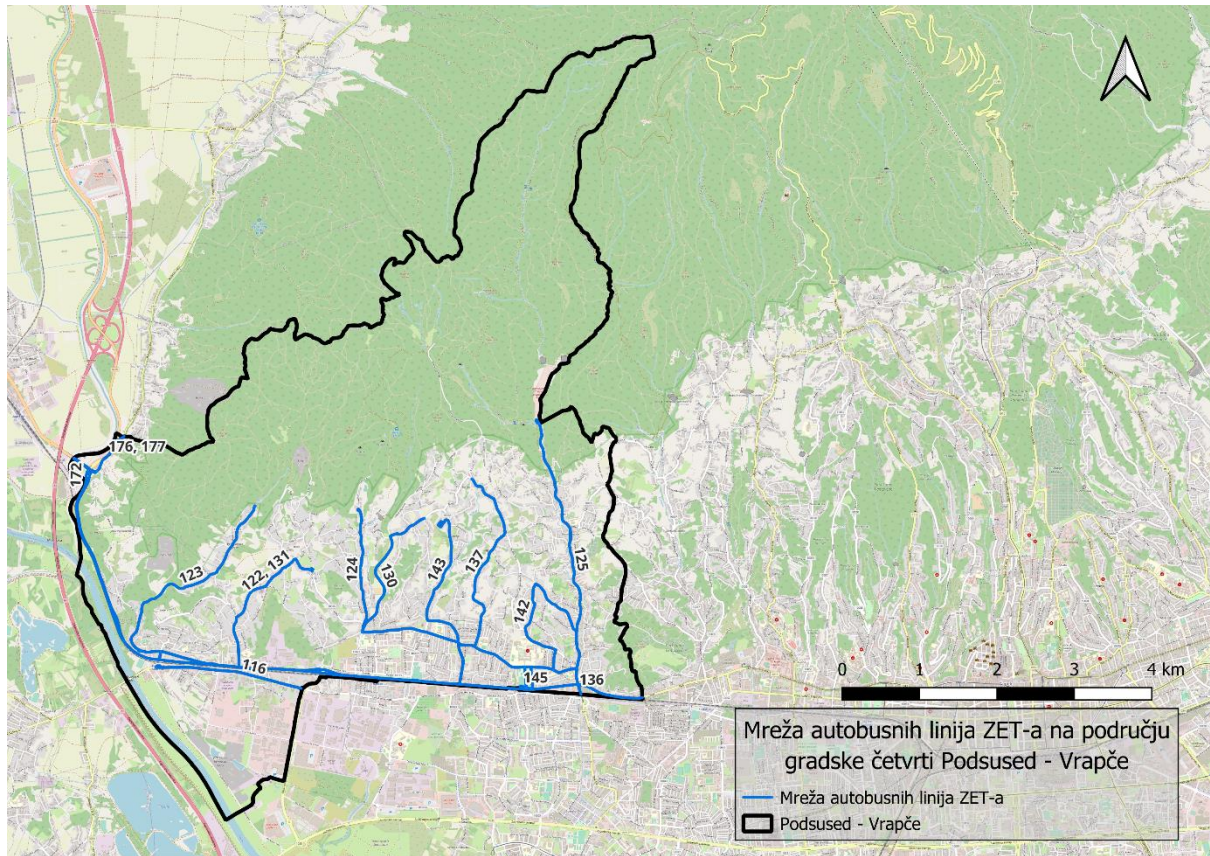 176, 177
172
123
122, 131
124
130
143
137
125
142
116
145
136
0 1 2 3 4 km
Mreža autobusnih linija ZET-a na području
gradske četvrti Podsused - Vrapče
Mreža autobusnih linija ZET-a
Podsused - Vrapče